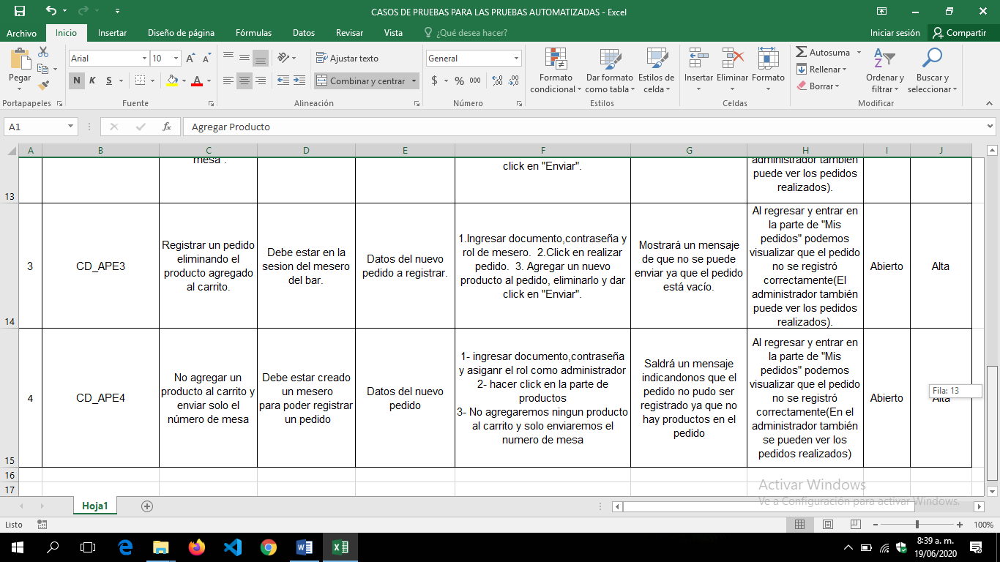 CASOS DE PRUEBAS PARA LAS PRUEBAS AUTOMATIZADAS - Excel
Archivo
Inicio
Insertar
Diseño de página
Fórmulas
Datos
Revisar
Vista
¿Qué desea hacer?
Iniciar sesión
Compartir
Pegar
Portapapeles
Arial
10
N K S
Fuente
Ajustar texto
Combinar y centrar
Alineación
General
$ % 000
Número
Formato
condicional
Dar formato
como tabla
Estilos de
celda
Estilos
Insertar
Eliminar
Formato
Celdas
Autosuma
Rellenar
Borrar
Ordenar y
filtrar
Buscar y
seleccionar
Modificar
A1
fx
Agregar Producto
A B C D E F G H I J
13
mesa".
click en "Enviar".
administrador también
puede ver los pedidos
realizados).
14
3
CD_APE3
Registrar un pedido
eliminando el
producto agregado
al carrito.
Debe estar en la
sesion del mesero
del bar.
Datos del nuevo
pedido a registrar.
1.Ingresar documento,contraseña y
rol de mesero. 2.Click en realizar
pedido. 3. Agregar un nuevo
producto al pedido, eliminarlo y dar
click en "Enviar".
Mostrará un mensaje
de que no se puede
enviar ya que el pedido
está vacío.
Al regresar y entrar en
la parte de "Mis
pedidos" podemos
visualizar que el pedido
no se registró
correctamente(El
administrador también
puede ver los pedidos
realizados).
Abierto
Alta
15
4
CD_APE4
No agregar un
producto al carrito y
enviar solo el
número de mesa
Debe estar creado
un mesero
para poder registrar
un pedido
Datos del nuevo
pedido
1- ingresar documento,contraseña
y asiganr el rol como administrador
2- hacer click en la parte de
productos
3- No agregaremos ningun producto
al carrito y solo enviaremos el
numero de mesa
Saldrá un mensaje
indicandonos que el
pedido no pudo ser
registrado ya que no
hay productos en el
pedido
Al regresar y entrar en
la parte de "Mis
pedidos" podemos
visualizar que el pedido
no se registró
correctamente(En el
administrador también
se pueden ver los
pedidos realizados)
Abierto
Alta
Fila: 13
16
17
Activar Windows
Ve a Configuración para activar Windows.
Hoja1
Listo
100%
8:39 a. m.
19/06/2020